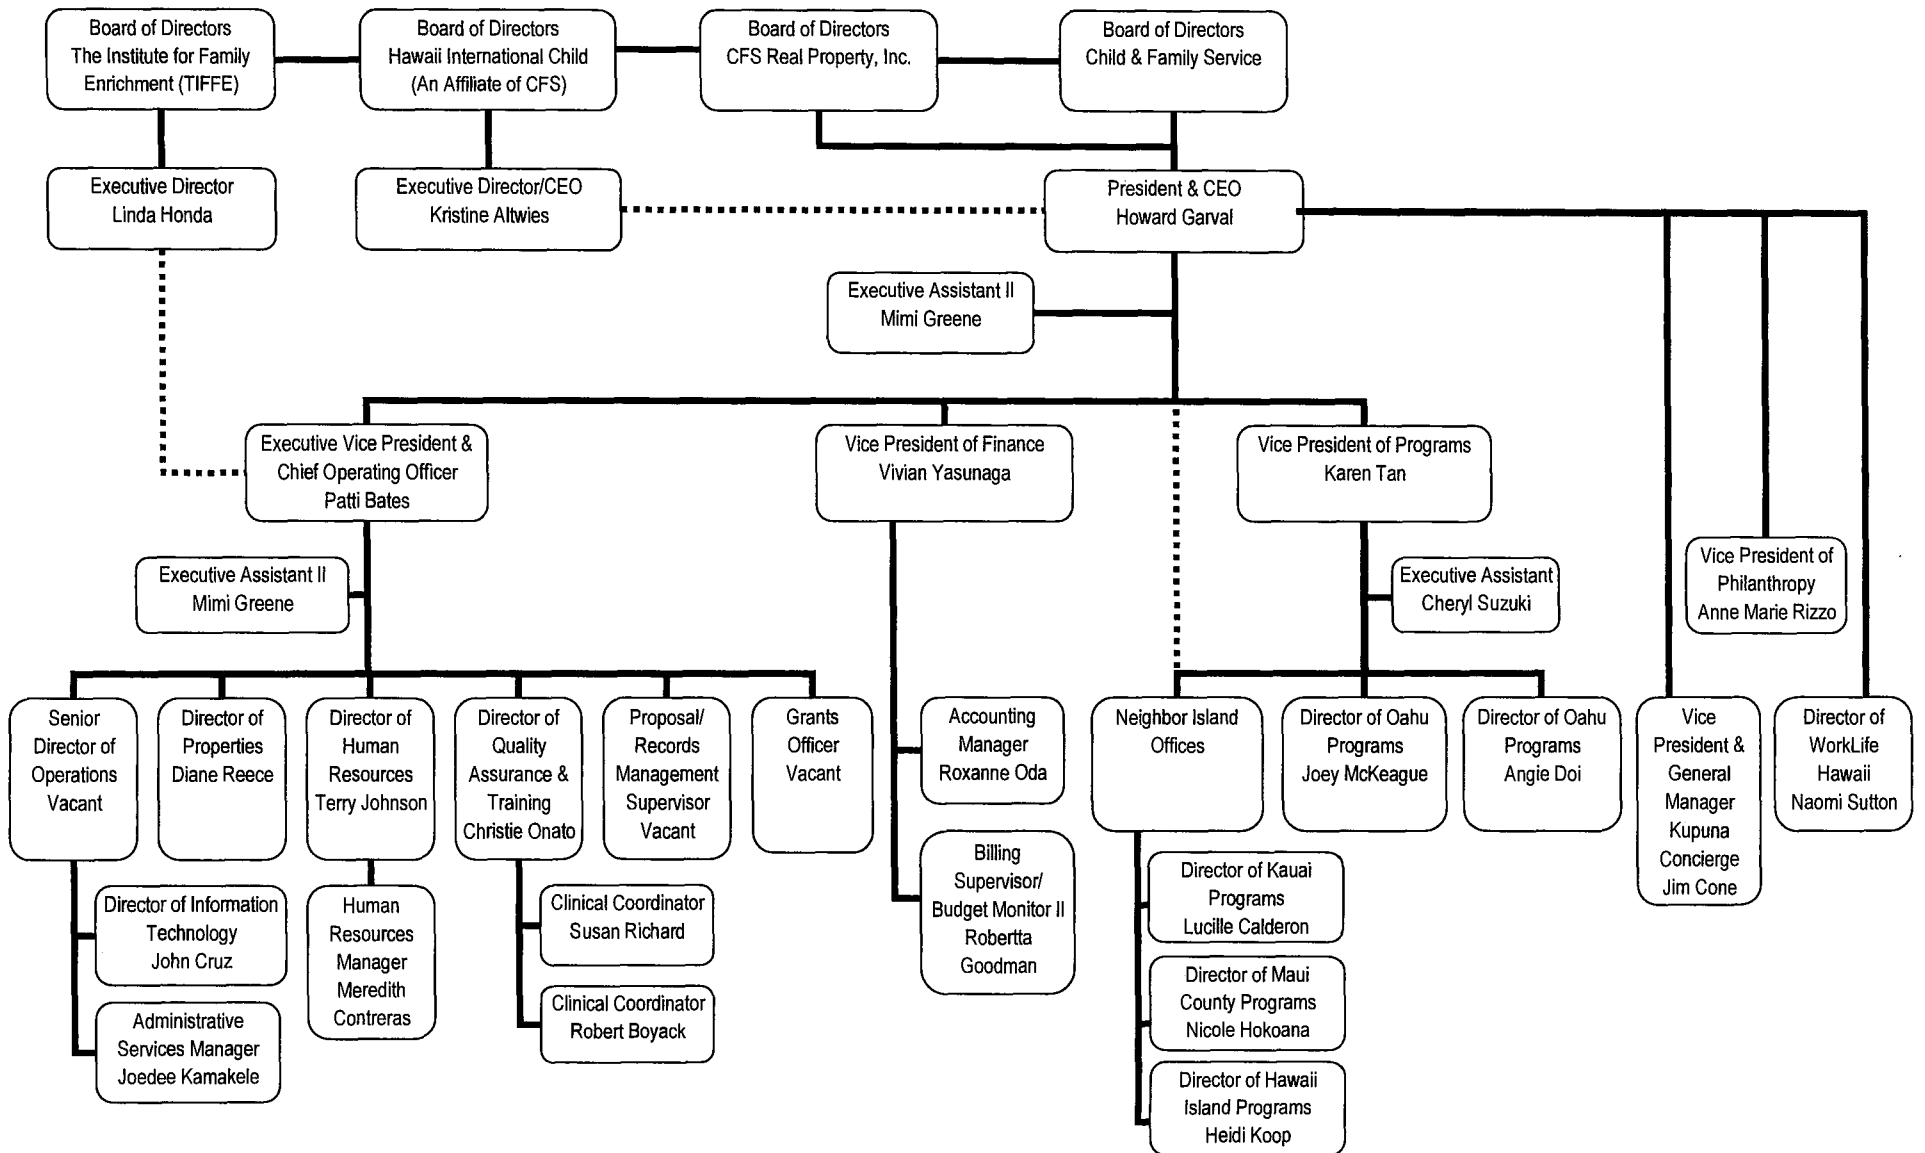 Board of Directors
The Institute for Family
Enrichment (TIFFE)
Board of Directors
Hawaii International Child
(An Affiliate of CFS)
Board of Directors
CFS Real Property, Inc.
Board of Directors
Child & Family Service
Executive Director
Linda Honda
Executive Director/CEO
Kristine Altwies
President & CEO
Howard Garval
Executive Assistant II
Mimi Greene
Executive Vice President &
Chief Operating Officer
Patti Bates
Vice President of Finance
Vivian Yasunaga
Vice President of Programs
Karen Tan
Executive Assistant II
Mimi Greene
Executive Assistant
Cheryl Suzuki
Vice President of
Philanthropy
Anne Marie Rizzo
Senior
Director of
Operations
Vacant
Director of
Properties
Diane Reece
Director of
Human
Resources
Terry Johnson
Director of
Quality
Assurance &
Training
Christie Onato
Proposal/
Records
Management
Supervisor
Vacant
Grants
Officer
Vacant
Accounting
Manager
Roxanne Oda
Neighbor Island
Offices
Director of Oahu
Programs
Joey McKeague
Director of Oahu
Programs
Angie Doi
Vice
President &
General
Manager
Kupuna
Concierge
Jim Cone
Director of
WorkLife
Hawaii
Naomi Sutton
Director of Information
Technology
John Cruz
Human
Resources
Manager
Meredith
Contreras
Clinical Coordinator
Susan Richard
Billing
Supervisor/
Budget Monitor II
Robertta
Goodman
Director of Kauai
Programs
Lucille Calderon
Administrative
Services Manager
Joedee Kamakele
Clinical Coordinator
Robert Boyack
Director of Maui
County Programs
Nicole Hokoana
Director of Hawaii
Island Programs
Heidi Koop